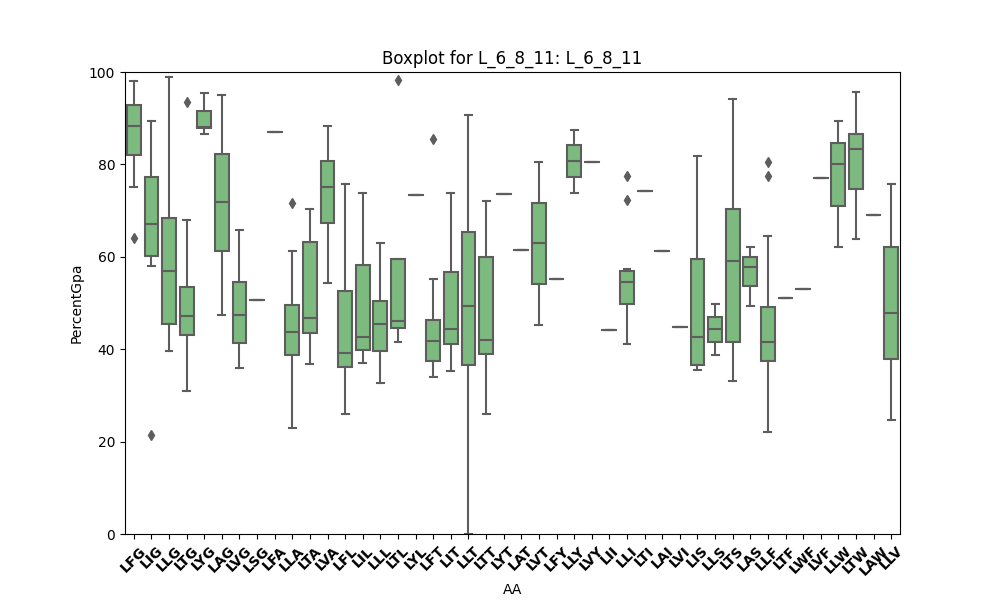 Boxplot for L_6_8_11: L_6_8_11
PercentGpa
100
80
60
40
20
0
LFG LIG LLG LTG LYG LAG LVG LSG LFA LLA LTA LVA LFL LIL LLL LTL LYL LFT LIT LLT LTT LYT LAT LVT LFY LLY LVY LII LLI LTI LAI LVI LIS LLS LTS LAS LLF LTF LWF LVF LLW LTW LAW LLV
AA